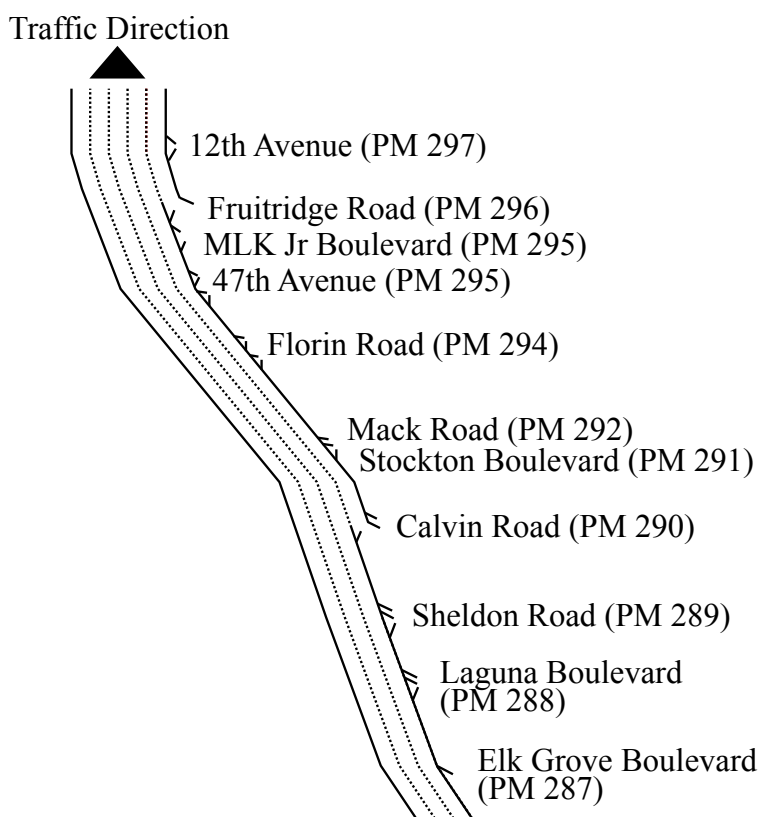 Traffic Direction
12th Avenue (PM 297)
Fruitridge Road (PM 296)
MLK Jr Boulevard (PM 295)
47th Avenue (PM 295)
Florin Road (PM 294)
Mack Road (PM 292)
Stockton Boulevard (PM 291)
Calvin Road (PM 290)
Sheldon Road (PM 289)
Laguna Boulevard
(PM 288)
Elk Grove Boulevard
(PM 287)